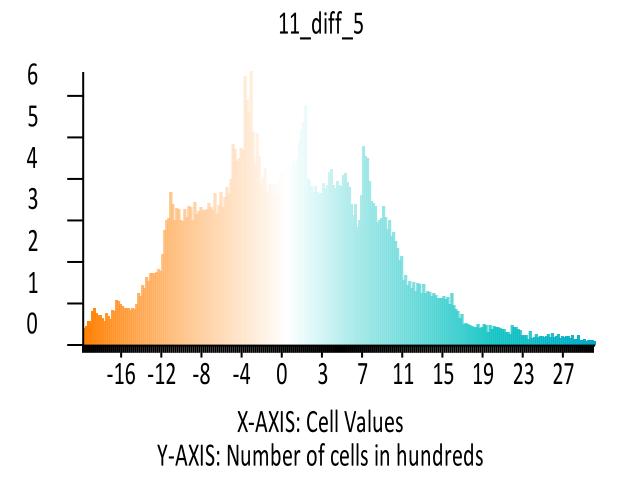 11_diff_5
6
5
4
3
2
1
0
-16 -12 -8 -4 0 3 7 11 15 19 23 27
X-AXIS: Cell Values
Y-AXIS: Number of cells in hundreds